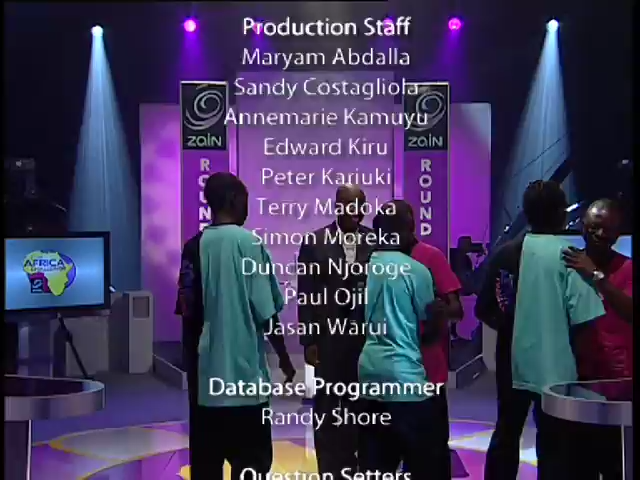 Production Staff
Maryam Abdalla
Sandy Costagliola
Annemarie Kamuyu
Edward Kiru
Peter Kariuki
Terry Madoka
Simon Moreka
Duncan Njoroge
Paul Ojil
Jasan Warui
Database Programmer
Randy Shore
Question Setters
ZAIN
ROUND
ZAIN
ROUND
AFRICA